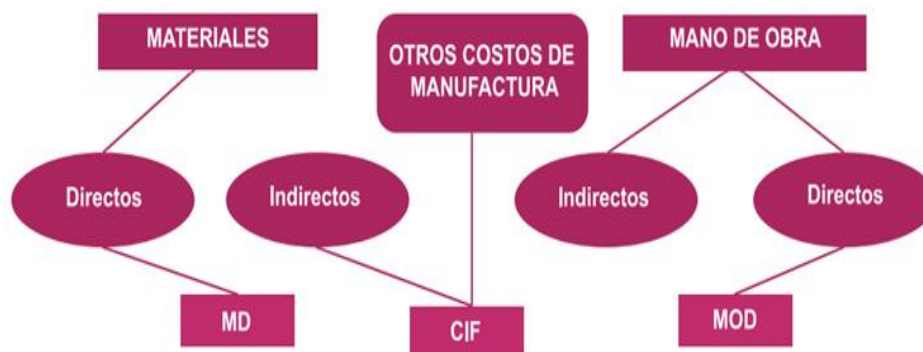 MATERIALES
OTROS COSTOS DE
MANUFACTURA
MANO DE OBRA
Directos
Indirectos
Indirectos
Directos
MD
CIF
MOD